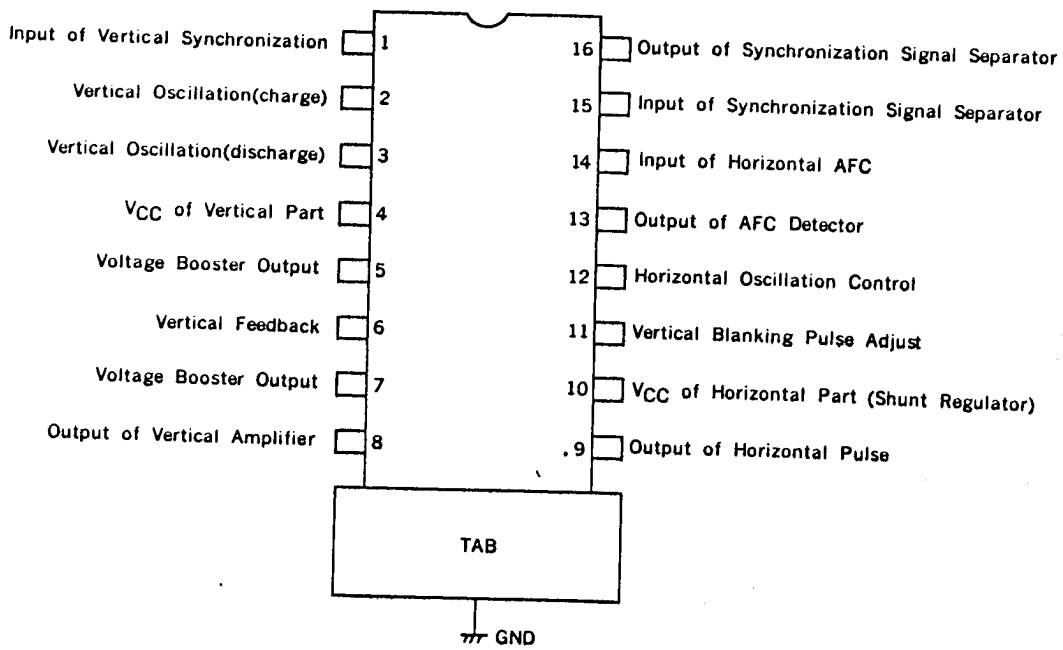 Input of Vertical Synchronization 1
Vertical Oscillation(charge) 2
Vertical Oscillation(discharge) 3
VCC of Vertical Part 4
Voltage Booster Output 5
Vertical Feedback 6
Voltage Booster Output 7
Output of Vertical Amplifier 8
16 Output of Synchronization Signal Separator
15 Input of Synchronization Signal Separator
14 Input of Horizontal AFC
13 Output of AFC Detector
12 Horizontal Oscillation Control
11 Vertical Blanking Pulse Adjust
10 VCC of Horizontal Part (Shunt Regulator)
.9 Output of Horizontal Pulse
TAB
GND